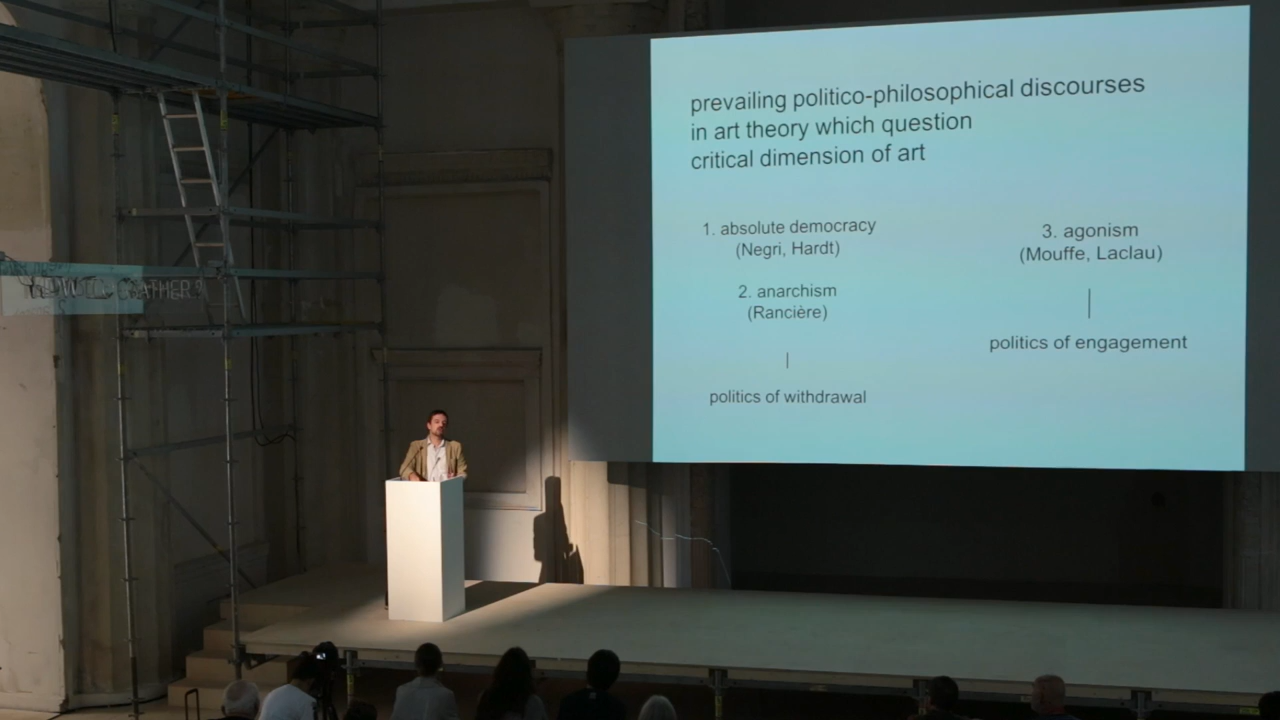 prevailing politico-philosophical discourses
in art theory which question
critical dimension of art
1. absolute democracy
(Negri, Hardt)
2. anarchism
(Rancière)
politics of withdrawal
3. agonism
(Mouffe, Laclau)
politics of engagement